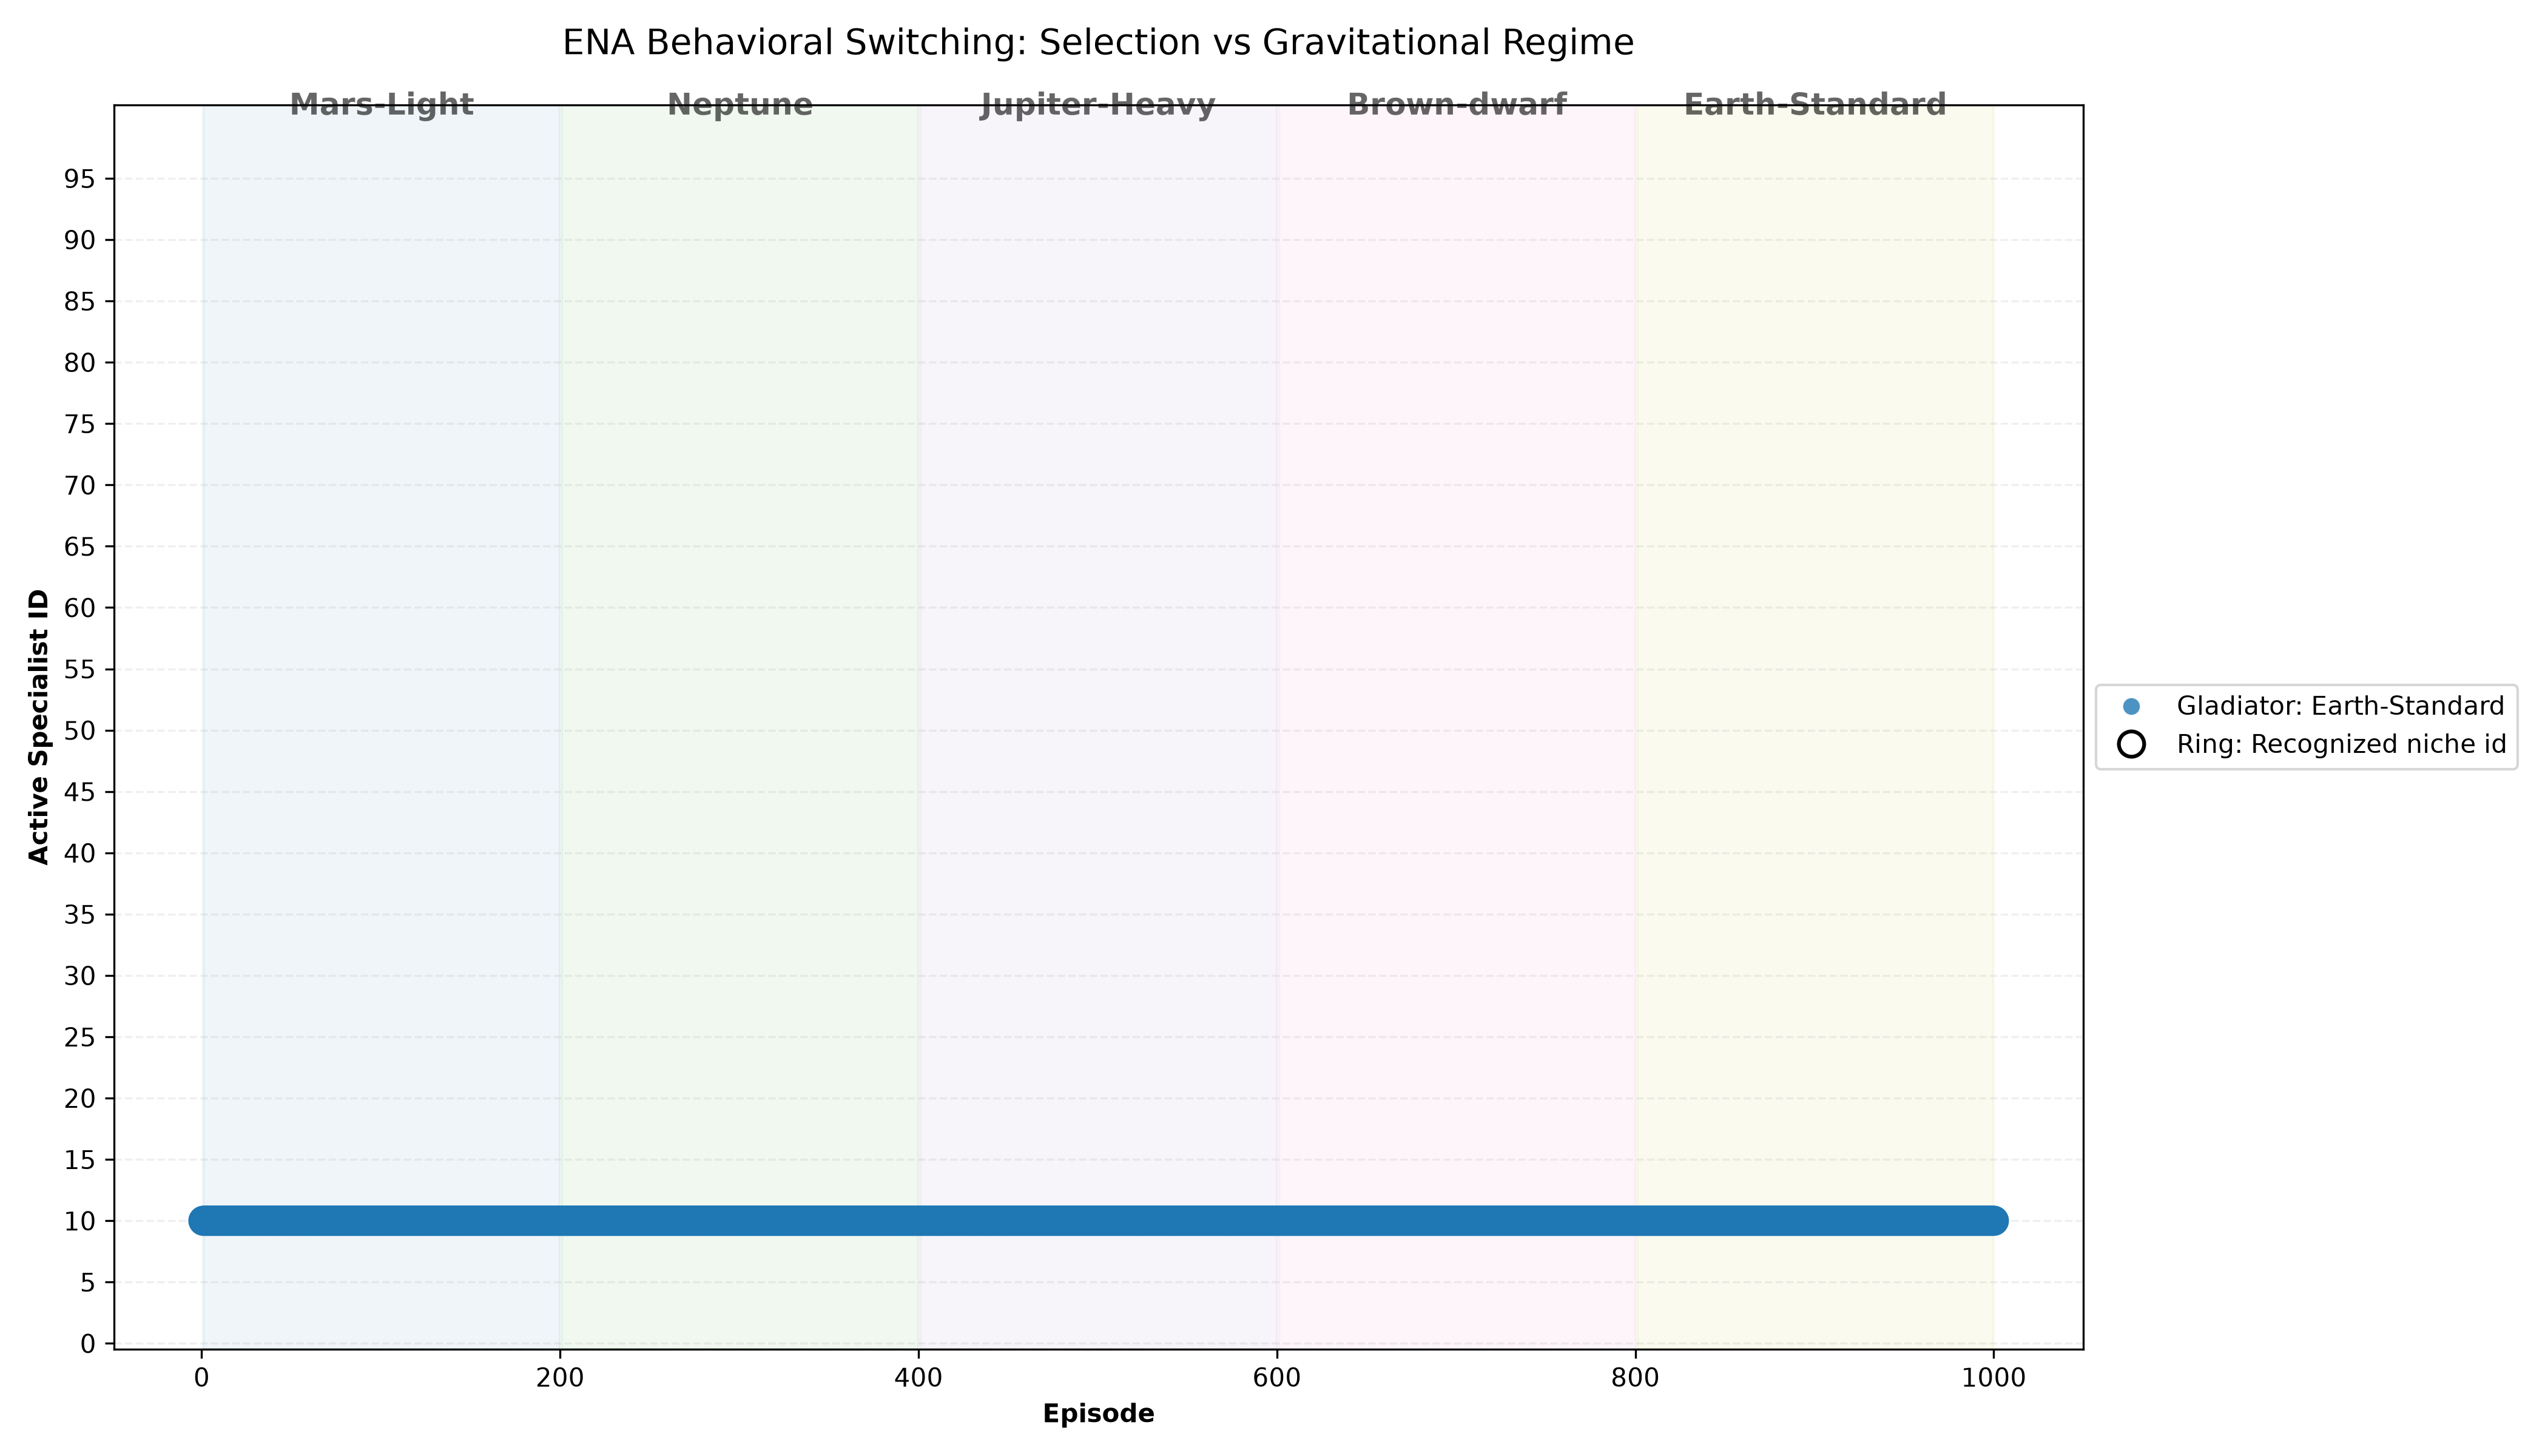 ENA Behavioral Switching: Selection vs Gravitational Regime
Mars-Light
Neptune
Jupiter-Heavy
Brown-dwarf
Earth-Standard
Active Specialist ID
95
90
85
80
75
70
65
60
55
50
45
40
35
30
25
20
15
10
5
0
0
200
400
600
800
1000
Episode
Gladiator: Earth-Standard
Ring: Recognized niche id